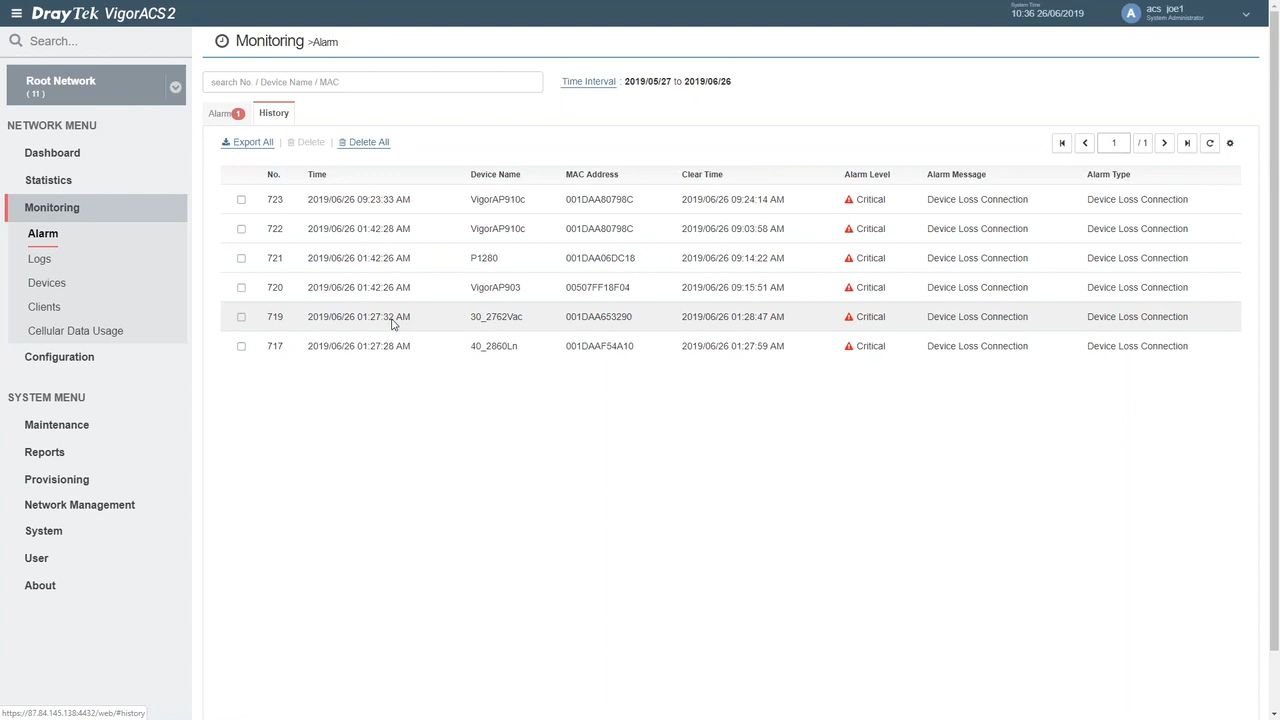 DrayTek VigorACS 2
System Time
10:36 26/06/2019
A
acs joe1
System Administrator
Search...
Root Network
( 11 )
NETWORK MENU
Dashboard
Statistics
Monitoring
Alarm
Logs
Devices
Clients
Cellular Data Usage
Configuration
SYSTEM MENU
Maintenance
Reports
Provisioning
Network Management
System
User
About
Monitoring >Alarm
search No. / Device Name / MAC
Time Interval : 2019/05/27 to 2019/06/26
Alarm 1 History
Export All | Delete | Delete All
1 / 1
No. Time Device Name MAC Address Clear Time Alarm Level Alarm Message Alarm Type
723 2019/06/26 09:23:33 AM VigorAP910c 001DAA80798C 2019/06/26 09:24:14 AM Critical Device Loss Connection Device Loss Connection
722 2019/06/26 01:42:28 AM VigorAP910c 001DAA80798C 2019/06/26 09:03:58 AM Critical Device Loss Connection Device Loss Connection
721 2019/06/26 01:42:26 AM P1280 001DAA06DC18 2019/06/26 09:14:22 AM Critical Device Loss Connection Device Loss Connection
720 2019/06/26 01:42:26 AM VigorAP903 00507FF18F04 2019/06/26 09:15:51 AM Critical Device Loss Connection Device Loss Connection
719 2019/06/26 01:27:32 AM 30_2762Vac 001DAA653290 2019/06/26 01:28:47 AM Critical Device Loss Connection Device Loss Connection
717 2019/06/26 01:27:28 AM 40_2860Ln 001DAAF54A10 2019/06/26 01:27:59 AM Critical Device Loss Connection Device Loss Connection
https://87.84.145.138:4432/web/#history